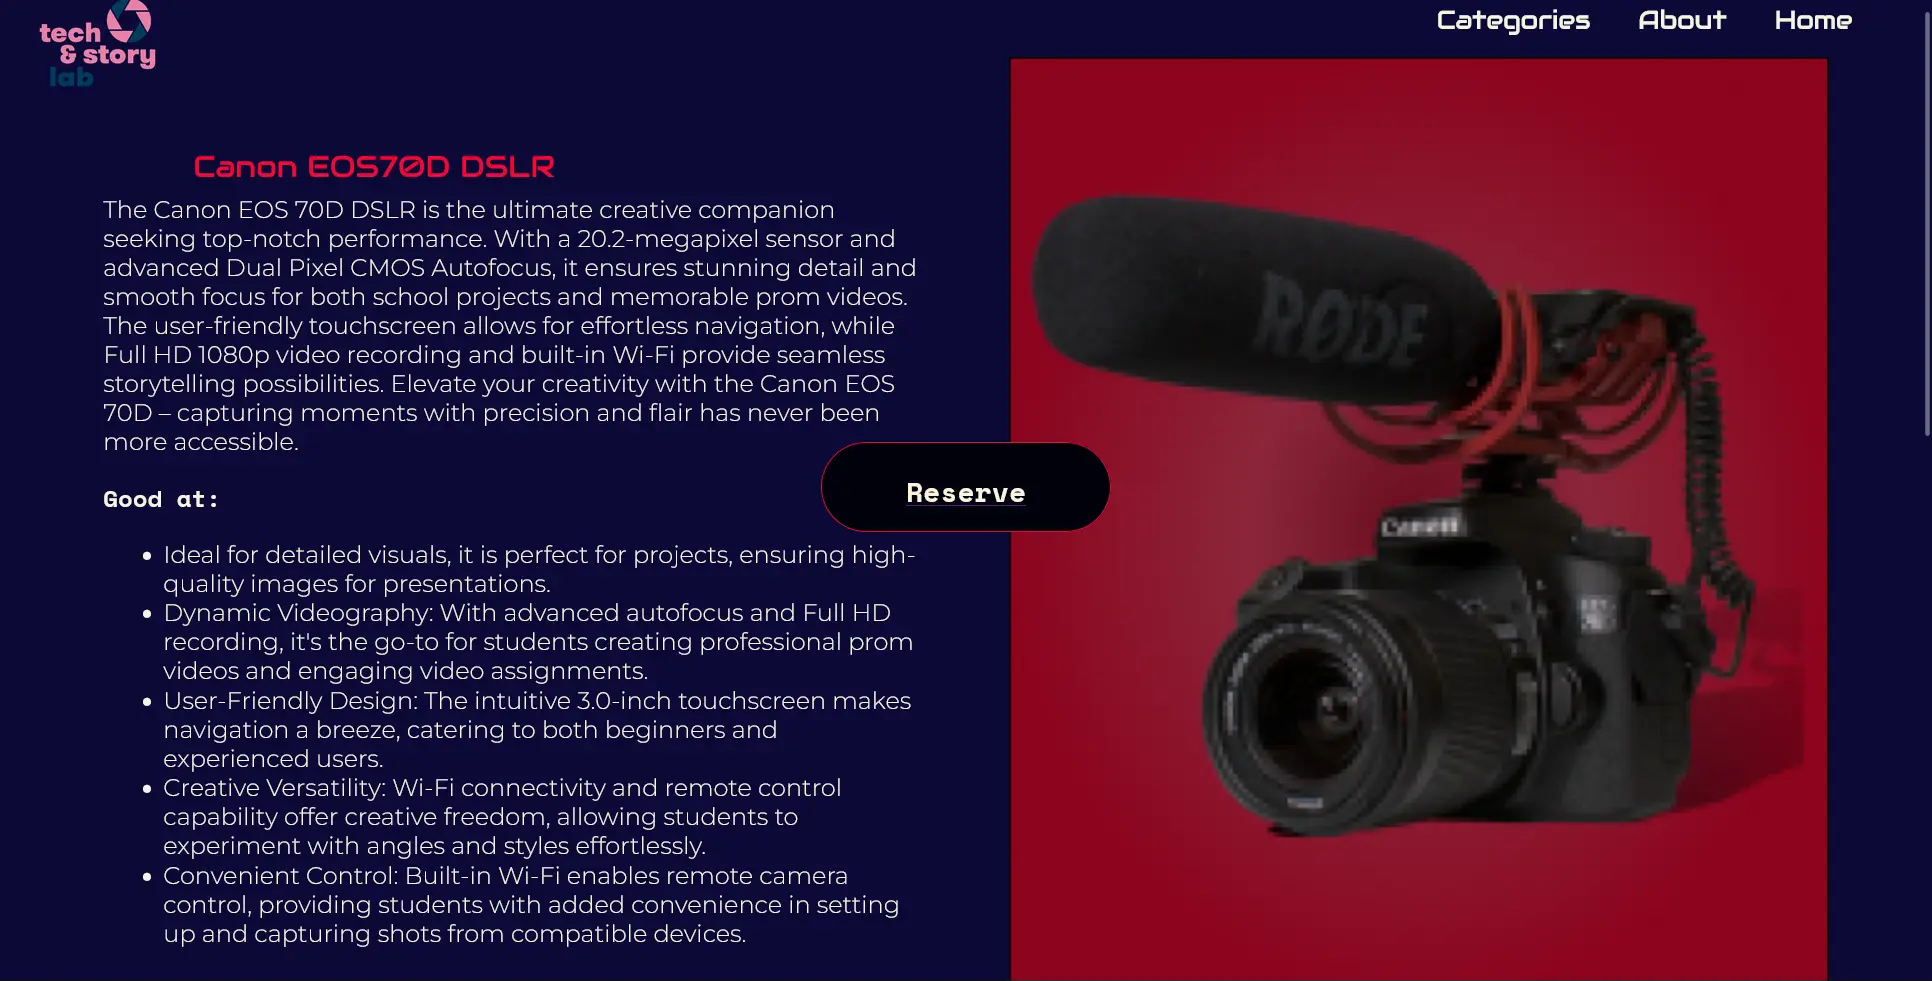 tech
& story
lab
Categories
About
Home
Canon EOS70D DSLR
The Canon EOS 70D DSLR is the ultimate creative companion
seeking top-notch performance. With a 20.2-megapixel sensor and
advanced Dual Pixel CMOS Autofocus, it ensures stunning detail and
smooth focus for both school projects and memorable prom videos.
The user-friendly touchscreen allows for effortless navigation, while
Full HD 1080p video recording and built-in Wi-Fi provide seamless
storytelling possibilities. Elevate your creativity with the Canon EOS
70D – capturing moments with precision and flair has never been
more accessible.
Good at:
Ideal for detailed visuals, it is perfect for projects, ensuring high-
quality images for presentations.
Dynamic Videography: With advanced autofocus and Full HD
recording, it's the go-to for students creating professional prom
videos and engaging video assignments.
User-Friendly Design: The intuitive 3.0-inch touchscreen makes
navigation a breeze, catering to both beginners and
experienced users.
Creative Versatility: Wi-Fi connectivity and remote control
capability offer creative freedom, allowing students to
experiment with angles and styles effortlessly.
Convenient Control: Built-in Wi-Fi enables remote camera
control, providing students with added convenience in setting
up and capturing shots from compatible devices.
Reserve
RØDE
Canon